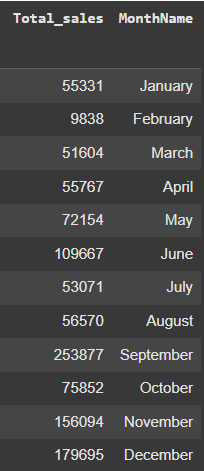 Total_sales MonthName
55331 January
9838 February
51604 March
55767 April
72154 May
109667 June
53071 July
56570 August
253877 September
75852 October
156094 November
179695 December